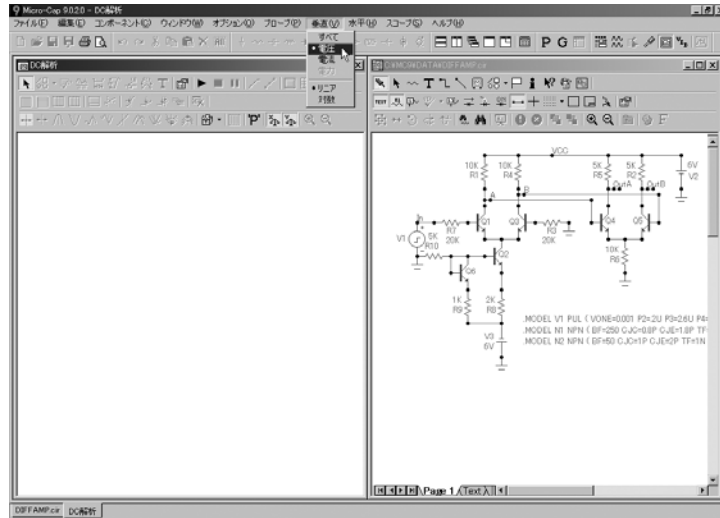 Micro-Cap 9.0.2.0 - DC解析
ファイル(F) 編集(E) コンポーネント(C) ウィンドウ(W) オプション(O) プローブ(P) 垂直(V) 水平(H) スコープ(S) ヘルプ(H)
すべて
電圧
電流
電力
リニア
対数
DC解析
C:\MC9\DATA\DIFFAMP.cir
VCC
10K
R1
10K
R4
5K
R5
5K
R2
OutA
OutB
6V
V2
A
B
In
Q1
Q3
Q4
Q5
V1
5K
R10
R7
20K
R3
20K
Q2
Q6
10K
R6
1K
R9
2K
R8
V3
6V
.MODEL V1 PUL ( VONE=0.001 P2=.2U P3=2.6U P4=
.MODEL N1 NPN ( BF=250 CJC=0.8P CJE=1.8P TF=
.MODEL N2 NPN ( BF=50 CJC=1P CJE=2P TF=1N
Page 1
Text
DIFFAMP.cir
DC解析